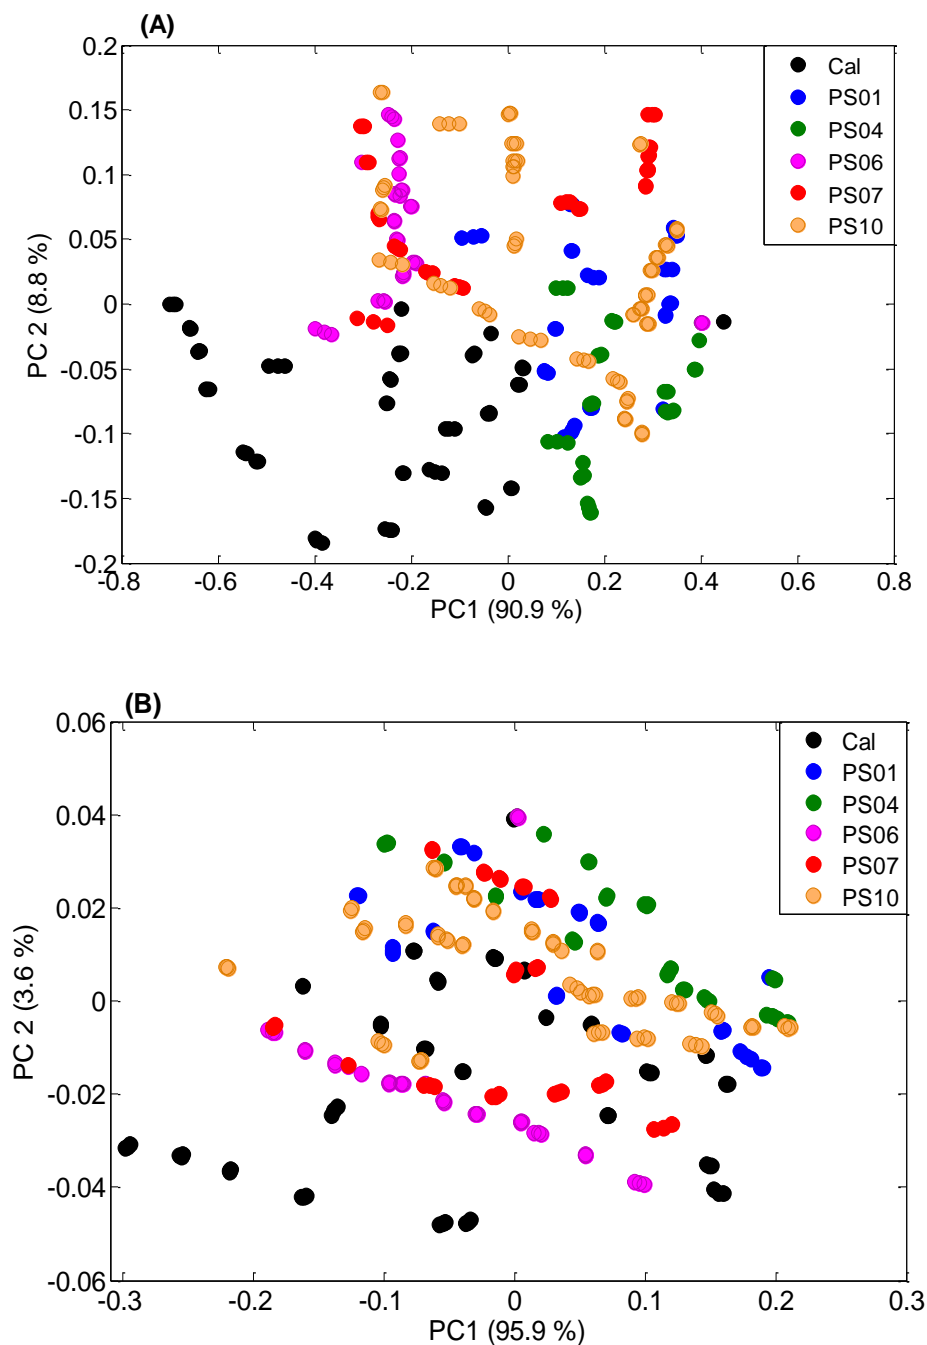 (A)
0.2
0.15
0.1
0.05
0
-0.05
-0.1
-0.15
-0.2
PC 2 (8.8 %)
-0.8 -0.6 -0.4 -0.2 0 0.2 0.4 0.6 0.8
PC1 (90.9 %)
Cal
PS01
PS04
PS06
PS07
PS10
(B)
0.06
0.04
0.02
0
-0.02
-0.04
-0.06
PC 2 (3.6 %)
-0.3 -0.2 -0.1 0 0.1 0.2 0.3
PC1 (95.9 %)
Cal
PS01
PS04
PS06
PS07
PS10